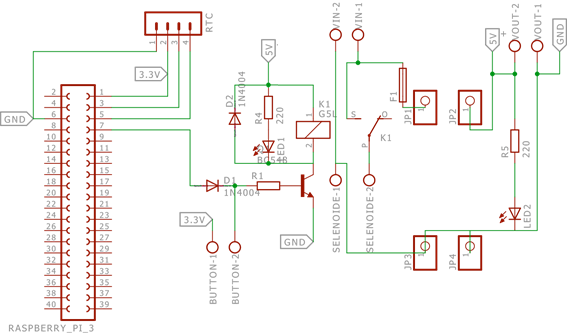 RTC
1
2
3
4
3.3V
GND
2 1
4 3
6 5
8 7
10 9
12 11
14 13
16 15
18 17
20 19
22 21
24 23
26 25
28 27
30 29
32 31
34 33
36 35
38 37
40 39
RASPBERRY_PI_3
5V
D2
1N4004
R4
220
LED1
BC548
K1
G5L
1
2
D1
1N4004
R1
3.3V
GND
BUTTON-1
BUTTON-2
VIN-2
VIN-1
F1
S O
P
K1
SELENOIDE-1
SELENOIDE-2
JP1
1
JP2
1
5V
+
VOUT-2
VOUT-1
GND
R5
220
LED2
JP3
1
JP4
1